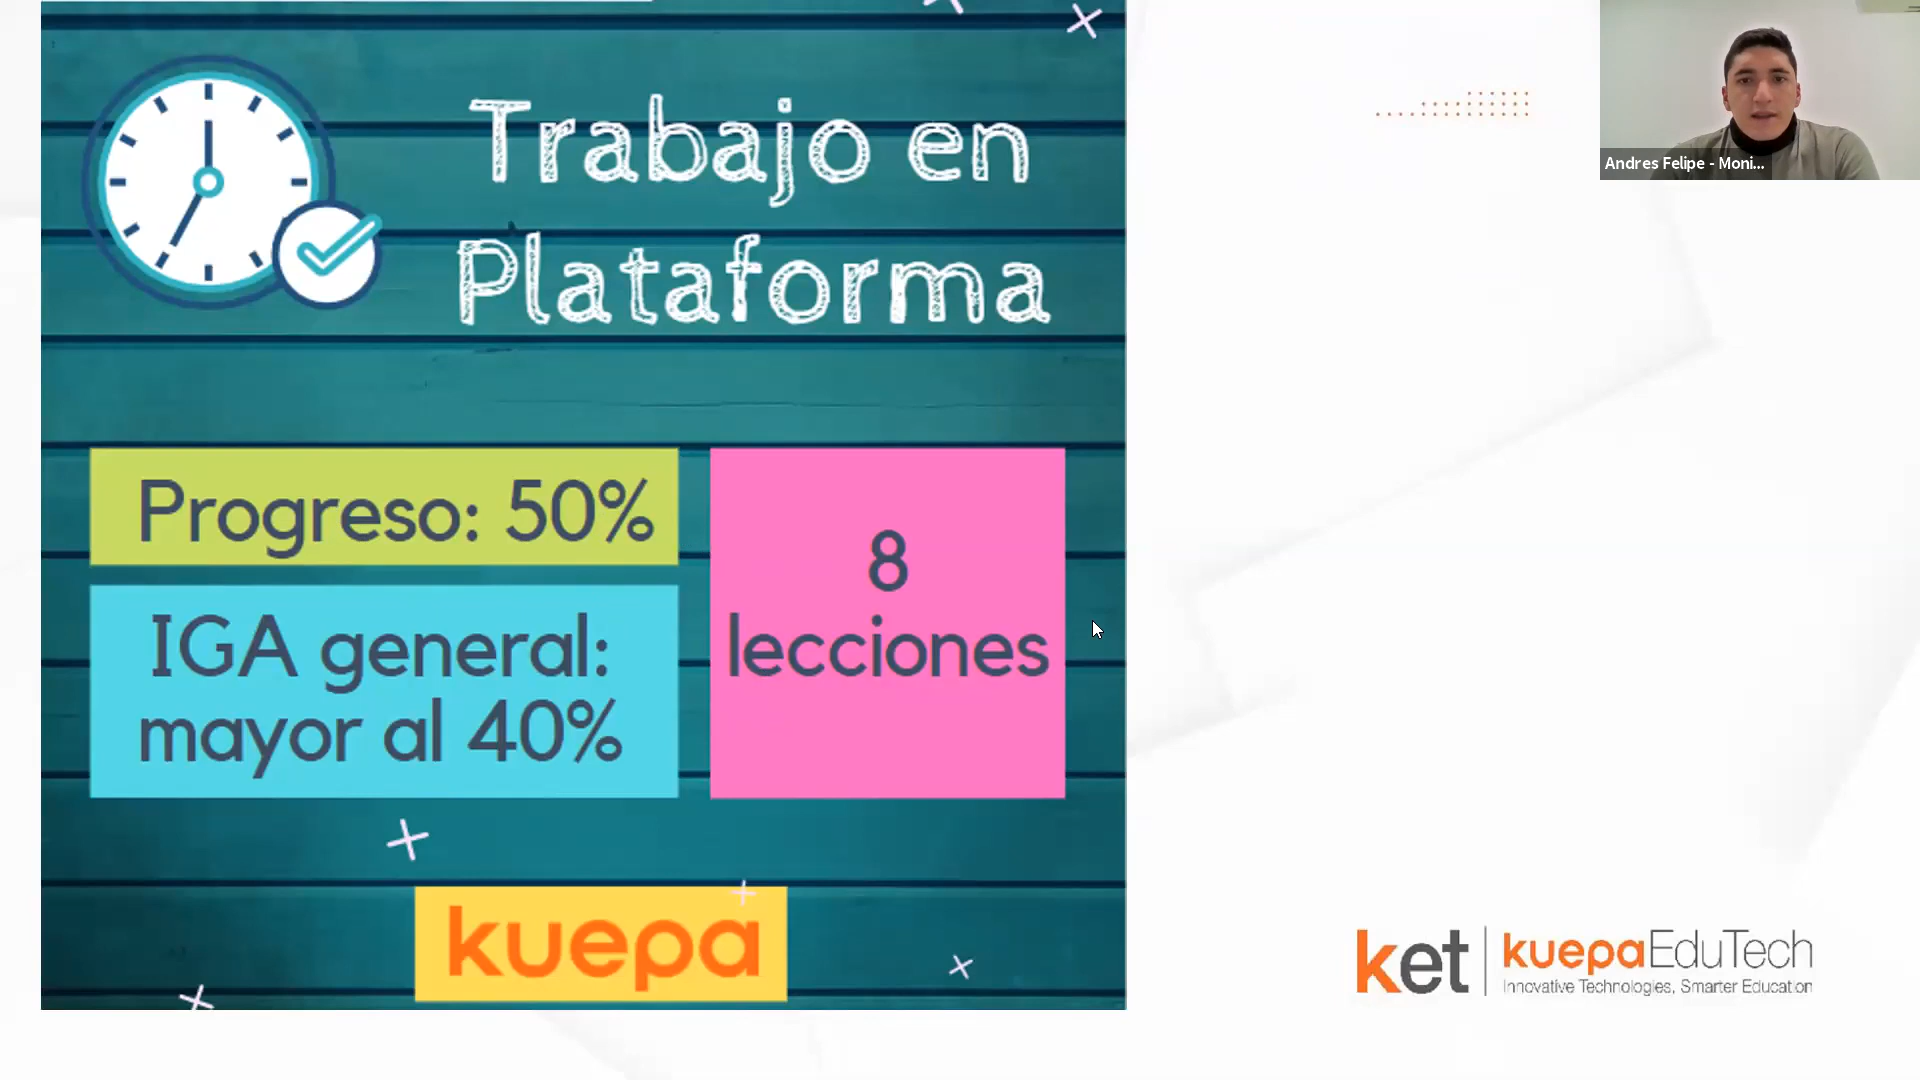 Trabajo en
Plataforma
Progreso: 50%
IGA general:
mayor al 40%
8
lecciones
kuepa
Andres Felipe - Moni...
ket
kuepaEduTech
Innovative Technologies, Smarter Education